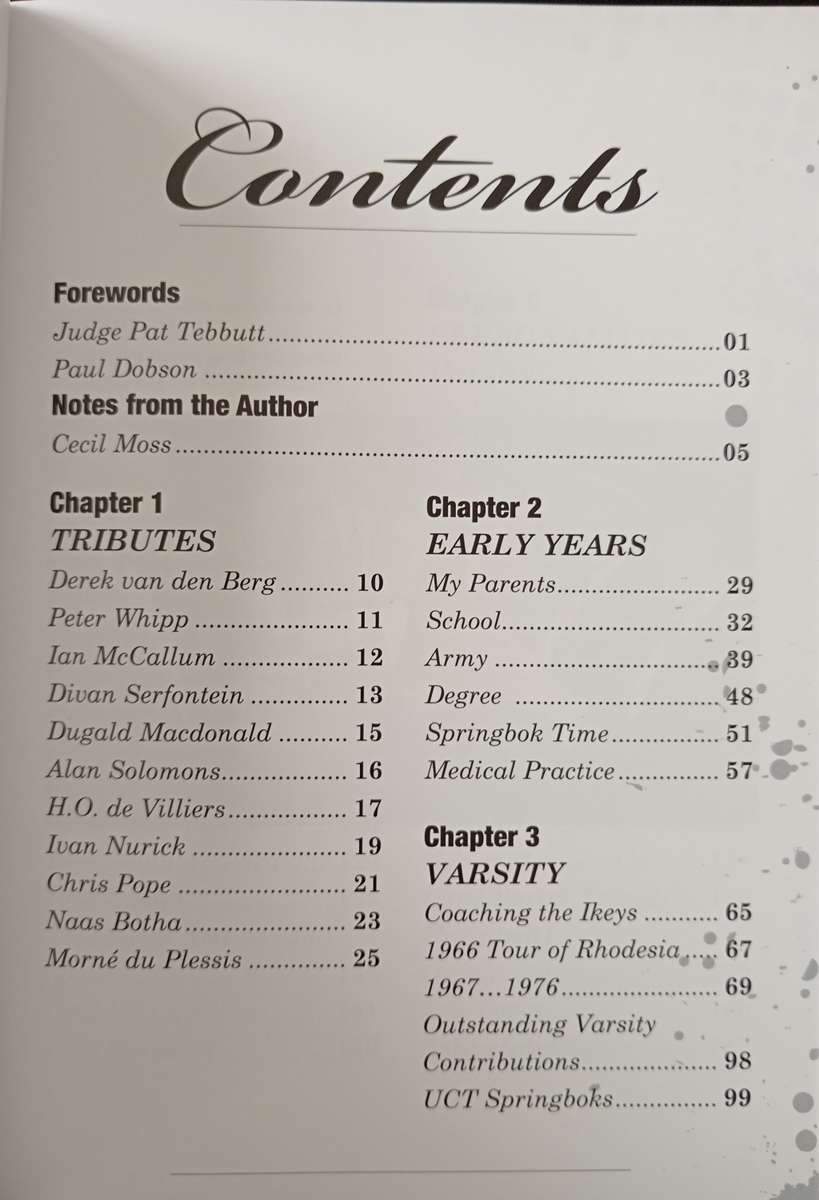 Contents
Forewords
Judge Pat Tebbutt................................................................01
Paul Dobson ..........................................................................03
Notes from the Author
Cecil Moss..............................................................................05
Chapter 1
TRIBUTES
Derek van den Berg .......... 10
Peter Whipp ...................... 11
Ian McCallum .................. 12
Divan Serfontein .............. 13
Dugald Macdonald .......... 15
Alan Solomons.................. 16
H.O. de Villiers................. 17
Ivan Nurick ...................... 19
Chris Pope ........................ 21
Naas Botha....................... 23
Morné du Plessis .............. 25
Chapter 2
EARLY YEARS
My Parents....................... 29
School............................... 32
Army ................................ 39
Degree ............................. 48
Springbok Time................ 51
Medical Practice............... 57
Chapter 3
VARSITY
Coaching the Ikeys ........... 65
1966 Tour of Rhodesia ..... 67
1967...1976....................... 69
Outstanding Varsity
Contributions.................... 98
UCT Springboks............... 99